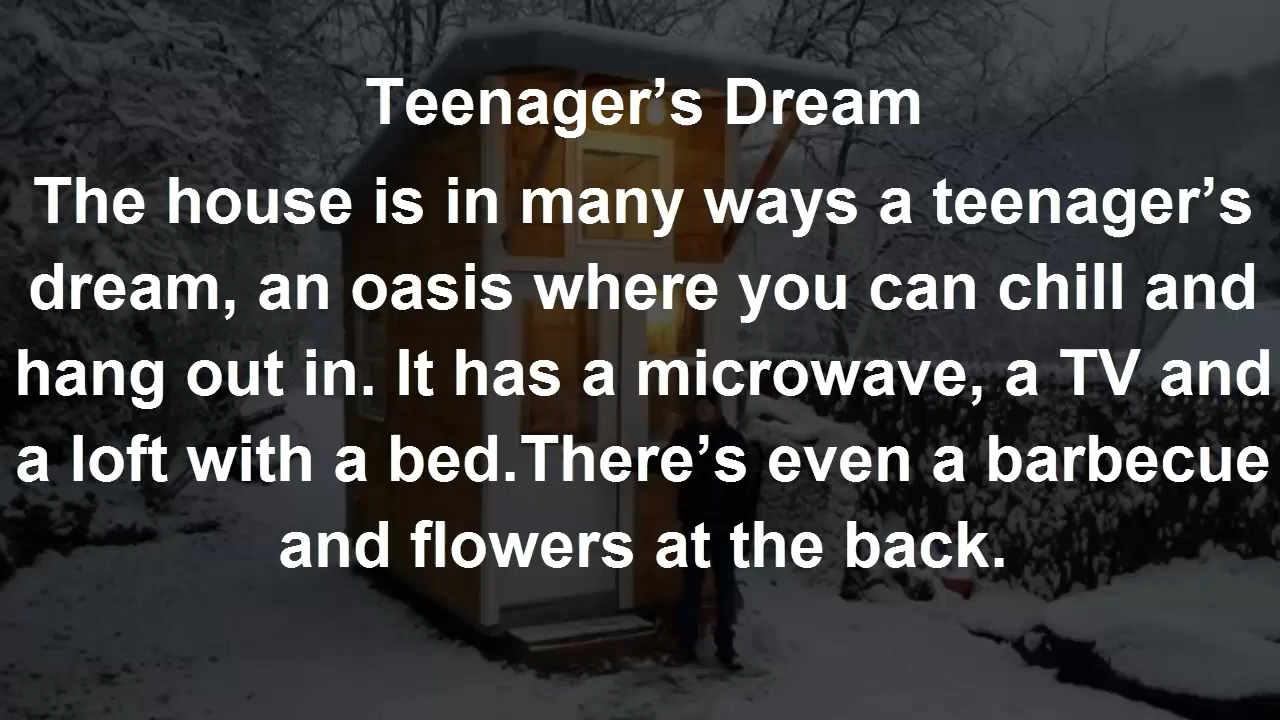 Teenager’s Dream
The house is in many ways a teenager’s
dream, an oasis where you can chill and
hang out in. It has a microwave, a TV and
a loft with a bed.There’s even a barbecue
and flowers at the back.